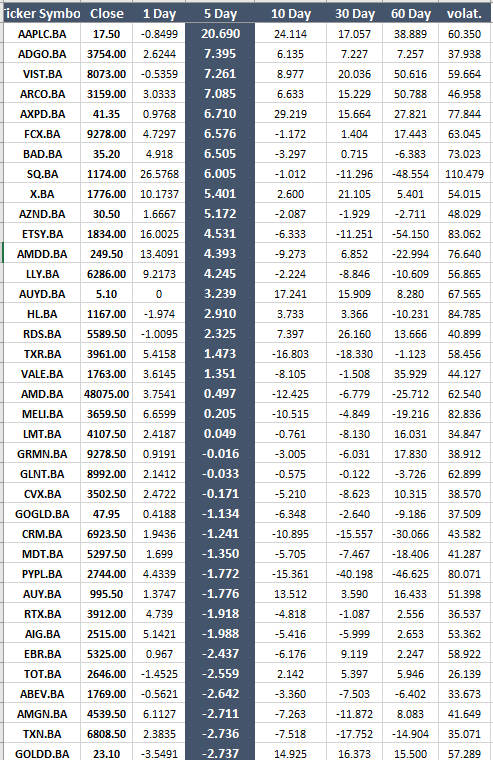 icker Symbo Close 1 Day 5 Day 10 Day 30 Day 60 Day volat.
AAPLC.BA 17.50 -0.8499 20.690 24.114 17.057 38.889 60.350
ADGO.BA 3754.00 2.6244 7.395 6.135 7.227 7.257 37.938
VIST.BA 8073.00 -0.5359 7.261 8.977 20.036 50.616 59.664
ARCO.BA 3159.00 3.0333 7.085 6.633 15.229 50.788 46.958
AXPD.BA 41.35 0.9768 6.710 29.219 15.664 27.821 77.844
FCX.BA 9278.00 4.7297 6.576 -1.172 1.404 17.443 63.045
BAD.BA 35.20 4.918 6.505 -3.297 0.715 -6.383 73.023
SQ.BA 1174.00 26.5768 6.005 -1.012 -11.296 -48.554 110.479
X.BA 1776.00 10.1737 5.401 2.600 21.105 5.401 54.015
AZND.BA 30.50 1.6667 5.172 -2.087 -1.929 -2.711 48.029
ETSY.BA 1834.00 16.0025 4.531 -6.333 -11.251 -54.150 83.062
AMDD.BA 249.50 13.4091 4.393 -9.273 6.852 -22.994 76.640
LLY.BA 6286.00 9.2173 4.245 -2.224 -8.846 -10.609 56.865
AUYD.BA 5.10 0 3.239 17.241 15.909 8.280 67.565
HL.BA 1167.00 -1.974 2.910 3.733 3.366 -10.231 84.785
RDS.BA 5589.50 -1.0095 2.325 7.397 26.160 13.666 40.899
TXR.BA 3961.00 5.4158 1.473 -16.803 -18.330 -1.123 58.456
VALE.BA 1763.00 3.6145 1.351 -8.105 -1.508 35.929 44.127
AMD.BA 48075.00 3.7541 0.497 -12.425 -6.779 -25.712 62.540
MELI.BA 3659.50 6.6599 0.205 -10.515 -4.849 -19.216 82.836
LMT.BA 4107.50 2.4187 0.049 -0.761 -8.130 16.031 34.847
GRMN.BA 9278.50 0.9191 -0.016 -3.005 -6.031 17.830 38.912
GLNT.BA 8992.00 2.1412 -0.033 -0.575 -0.122 -3.726 62.899
CVX.BA 3502.50 2.4722 -0.171 -5.210 -8.623 10.315 38.570
GOGLD.BA 47.95 0.4188 -1.134 -6.348 -2.640 -9.186 37.509
CRM.BA 6923.50 1.9436 -1.241 -10.895 -15.557 -30.066 43.582
MDT.BA 5297.50 1.699 -1.350 -5.705 -7.467 -18.406 41.287
PYPL.BA 2744.00 4.4339 -1.772 -15.361 -40.198 -46.625 80.071
AUY.BA 995.50 1.3747 -1.776 13.512 3.590 16.433 51.398
RTX.BA 3912.00 4.739 -1.918 -4.818 -1.087 2.556 36.537
AIG.BA 2515.00 5.1421 -1.988 -5.416 -5.999 2.653 53.362
EBR.BA 5325.00 0.967 -2.437 -6.176 9.119 2.247 58.922
TOT.BA 2646.00 -1.4525 -2.559 2.142 5.397 5.946 26.139
ABEV.BA 1769.00 -0.5621 -2.642 -3.360 -7.503 -6.402 33.673
AMGN.BA 4539.50 6.1127 -2.711 -7.263 -11.872 8.083 41.649
TXN.BA 6808.50 2.3835 -2.736 -7.518 -17.752 -14.904 35.071
GOLDD.BA 23.10 -3.5491 -2.737 14.925 16.373 15.500 57.289